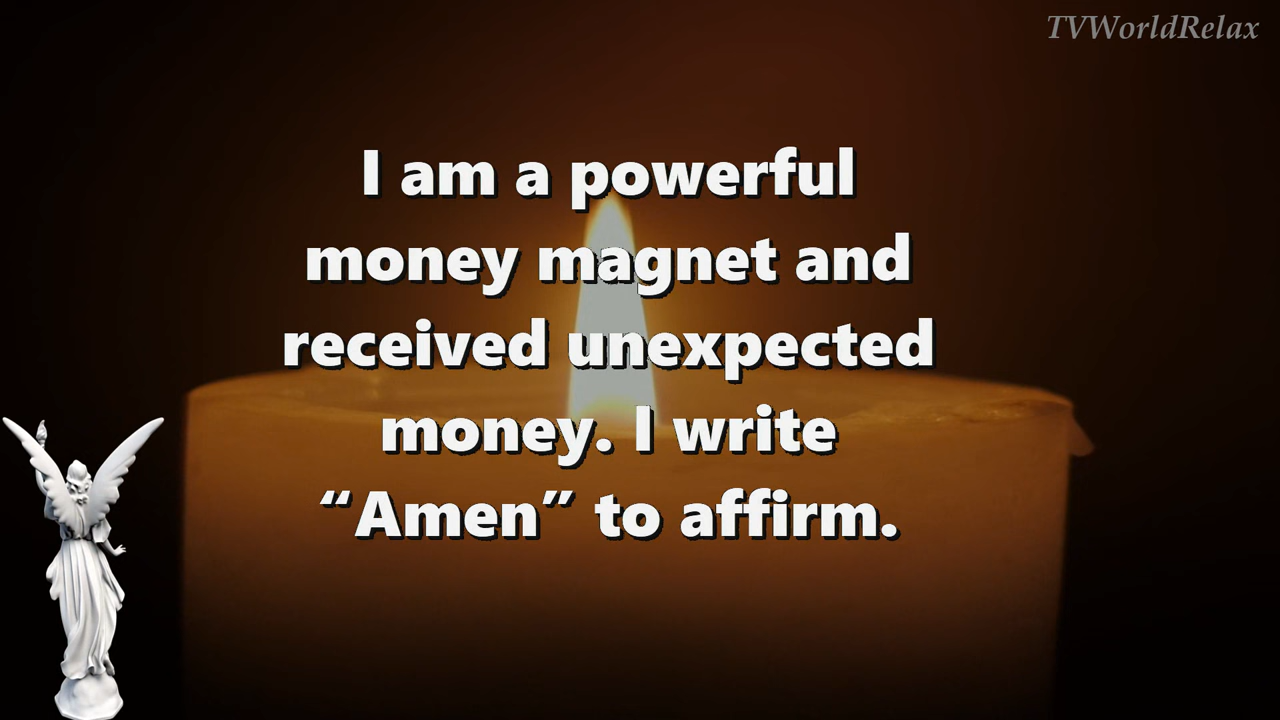 TVWorldRelax
I am a powerful
money magnet and
received unexpected
money. I write
“Amen” to affirm.